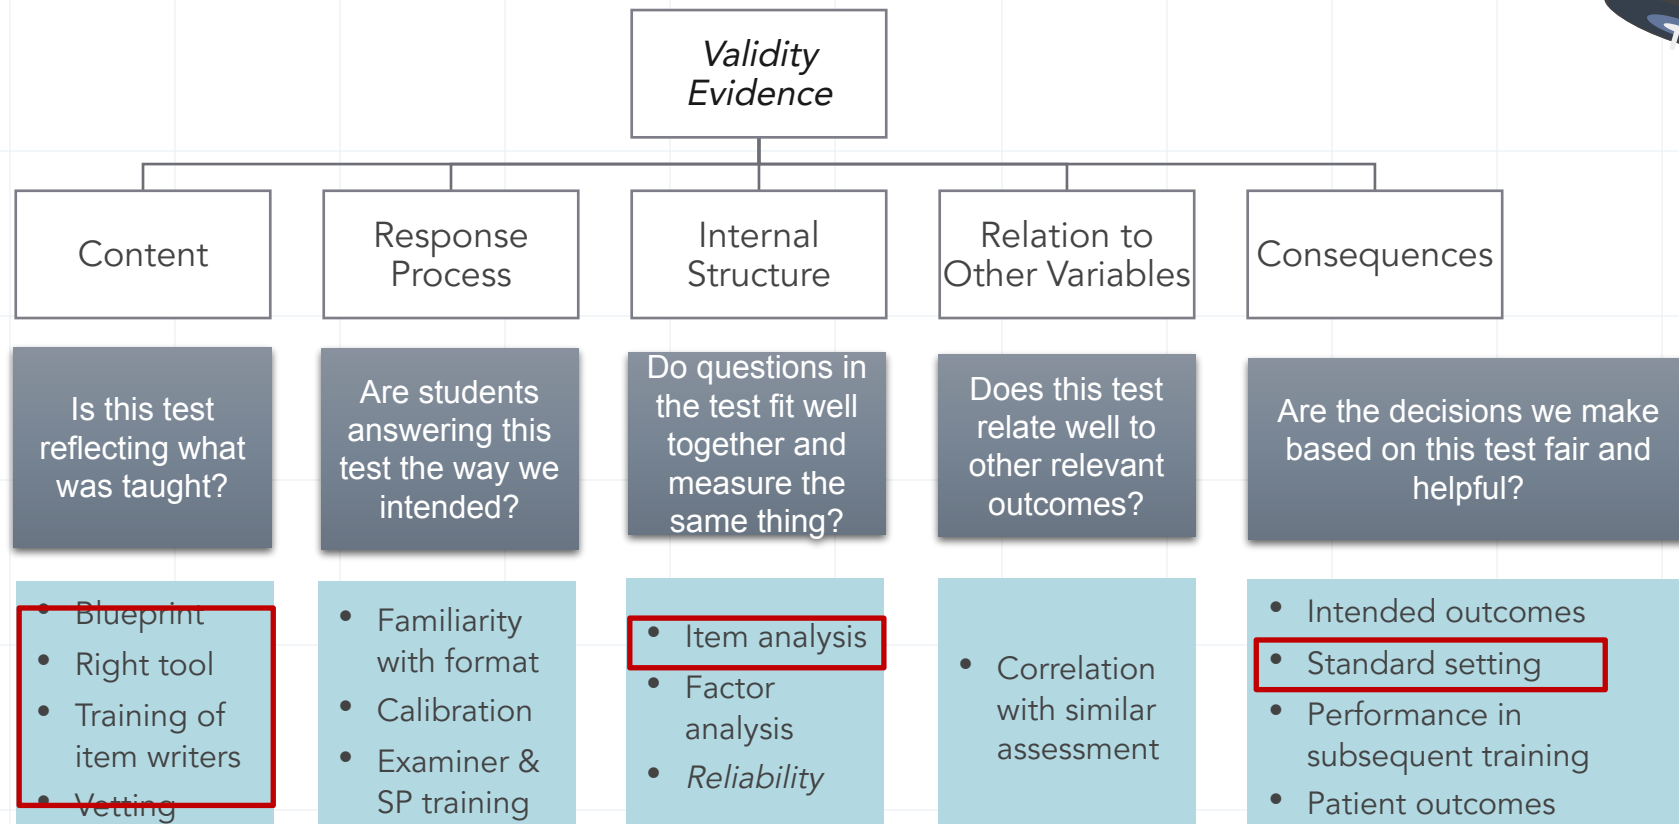 Validity
Evidence
Content
Response
Process
Internal
Structure
Relation to
Other Variables
Consequences
Is this test
reflecting what
was taught?
Are students
answering this
test the way we
intended?
Do questions in
the test fit well
together and
measure the
same thing?
Does this test
relate well to
other relevant
outcomes?
Are the decisions we make
based on this test fair and
helpful?
• Blueprint
• Right tool
• Training of
item writers
• Vetting
• Familiarity
with format
• Calibration
• Examiner &
SP training
• Item analysis
• Factor
analysis
• Reliability
• Correlation
with similar
assessment
• Intended outcomes
• Standard setting
• Performance in
subsequent training
• Patient outcomes